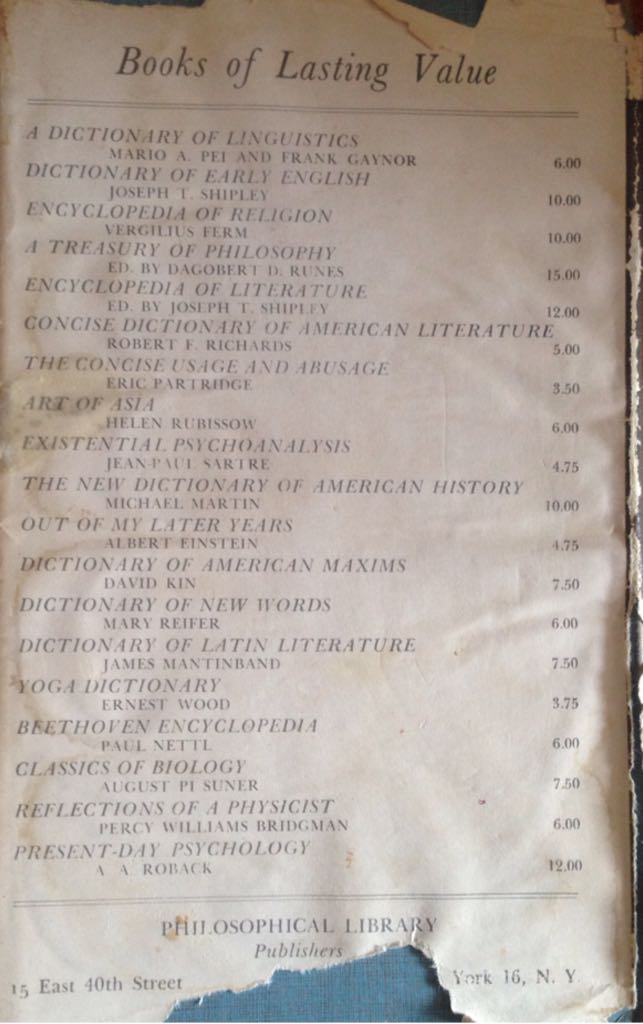 Books of Lasting Value
A DICTIONARY OF LINGUISTICS
MARIO A. PEI AND FRANK GAYNOR 6.00
DICTIONARY OF EARLY ENGLISH
JOSEPH T. SHIPLEY 10.00
ENCYCLOPEDIA OF RELIGION
VERGILIUS FERM 10.00
A TREASURY OF PHILOSOPHY
ED. BY DAGOBERT D. RUNES 15.00
ENCYCLOPEDIA OF LITERATURE
ED. BY JOSEPH T. SHIPLEY 12.00
CONCISE DICTIONARY OF AMERICAN LITERATURE
ROBERT F. RICHARDS 5.00
THE CONCISE USAGE AND ABUSAGE
ERIC PARTRIDGE 3.50
ART OF ASIA
HELEN RUBISSOW 6.00
EXISTENTIAL PSYCHOANALYSIS
JEAN-PAUL SARTRE 4.75
THE NEW DICTIONARY OF AMERICAN HISTORY
MICHAEL MARTIN 10.00
OUT OF MY LATER YEARS
ALBERT EINSTEIN 4.75
DICTIONARY OF AMERICAN MAXIMS
DAVID KIN 7.50
DICTIONARY OF NEW WORDS
MARY REIFER 6.00
DICTIONARY OF LATIN LITERATURE
JAMES MANTINBAND 7.50
YOGA DICTIONARY
ERNEST WOOD 3.75
BEETHOVEN ENCYCLOPEDIA
PAUL NETTL 6.00
CLASSICS OF BIOLOGY
AUGUST PI SUNER 7.50
REFLECTIONS OF A PHYSICIST
PERCY WILLIAMS BRIDGMAN 6.00
PRESENT-DAY PSYCHOLOGY
A. A. ROBACK 12.00
PHILOSOPHICAL LIBRARY
Publishers
15 East 40th Street York 16, N. Y.